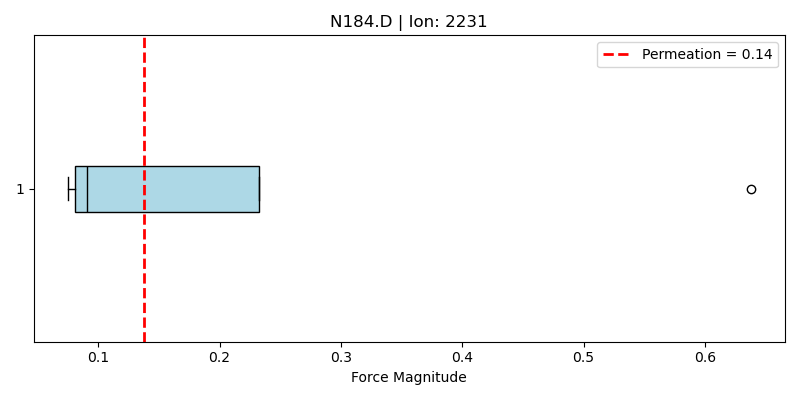 N184.D | Ion: 2231
Permeation = 0.14
1
0.1 0.2 0.3 0.4 0.5 0.6
Force Magnitude